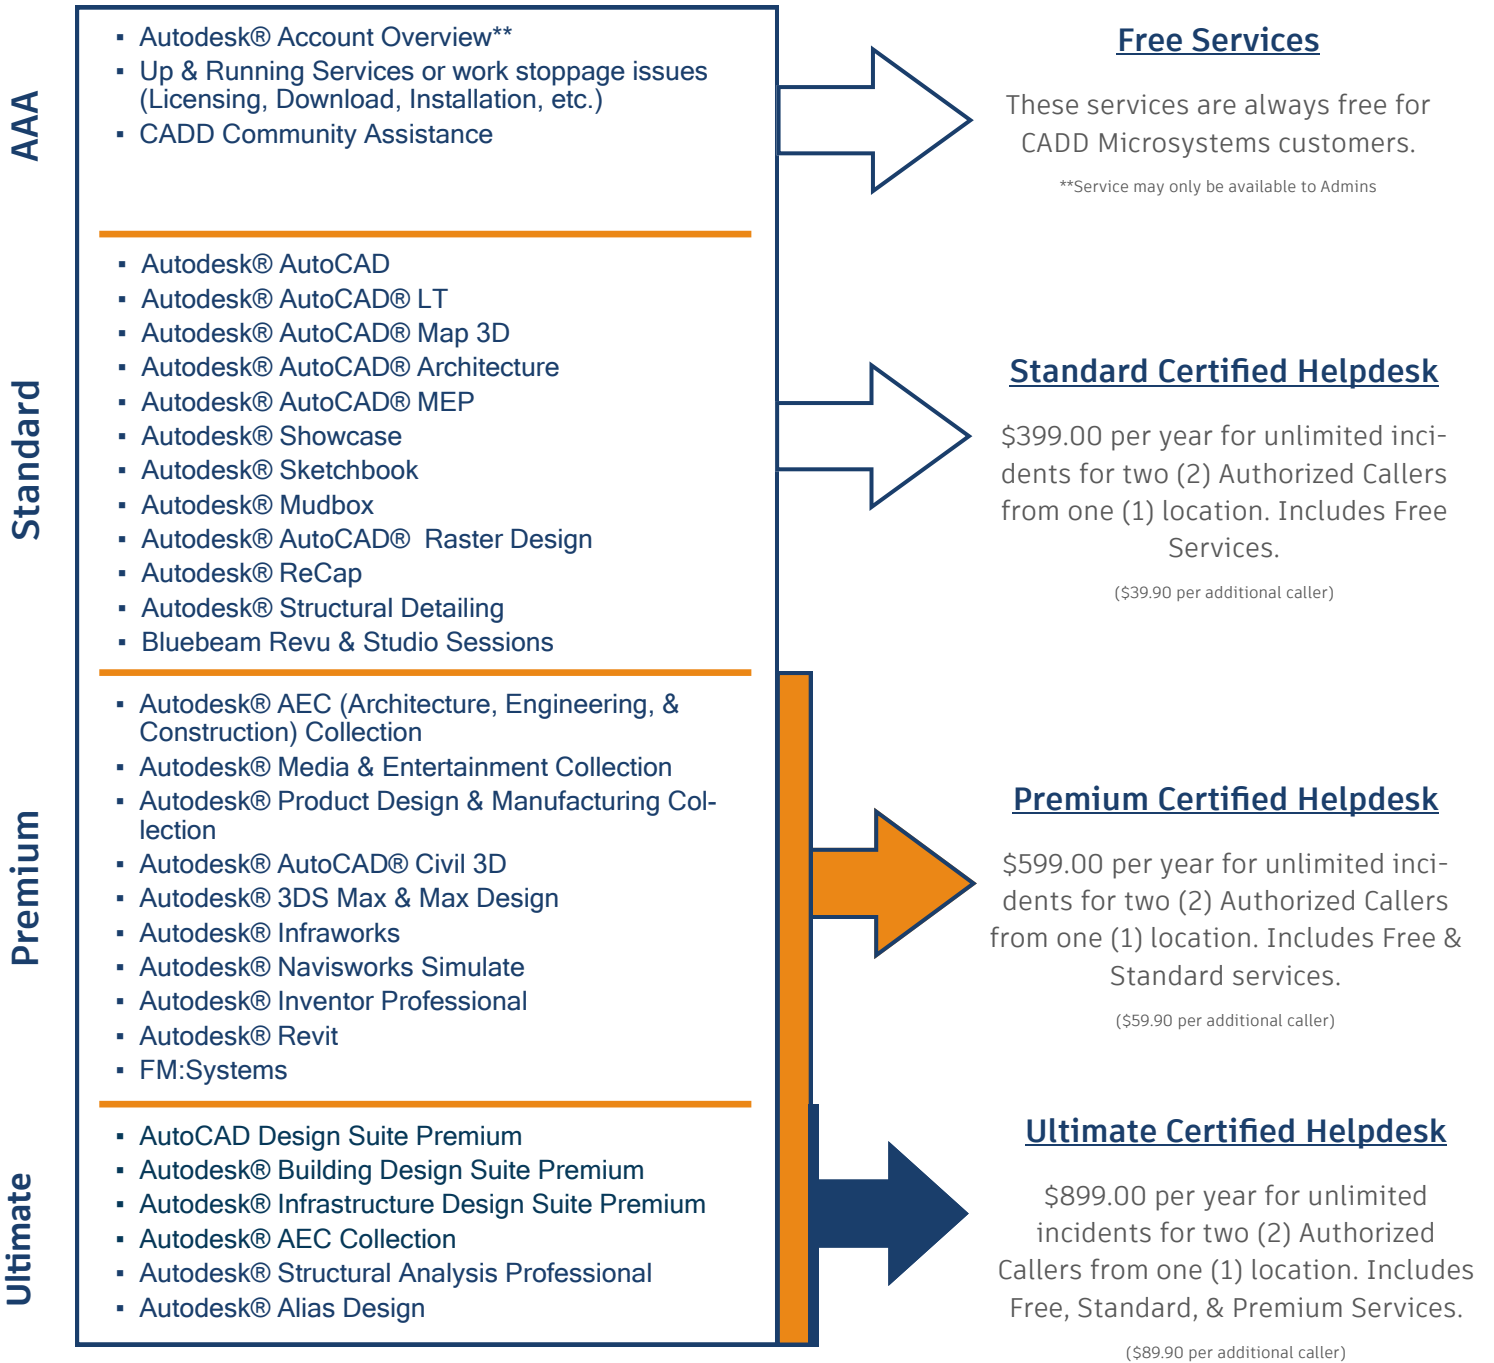 AAA
▪ Autodesk® Account Overview**
▪ Up & Running Services or work stoppage issues
(Licensing, Download, Installation, etc.)
▪ CADD Community Assistance
Free Services
These services are always free for
CADD Microsystems customers.
**Service may only be available to Admins
Standard
▪ Autodesk® AutoCAD
▪ Autodesk® AutoCAD® LT
▪ Autodesk® AutoCAD® Map 3D
▪ Autodesk® AutoCAD® Architecture
▪ Autodesk® AutoCAD® MEP
▪ Autodesk® Showcase
▪ Autodesk® Sketchbook
▪ Autodesk® Mudbox
▪ Autodesk® AutoCAD® Raster Design
▪ Autodesk® ReCap
▪ Autodesk® Structural Detailing
▪ Bluebeam Revu & Studio Sessions
Standard Certified Helpdesk
$399.00 per year for unlimited inci-
dents for two (2) Authorized Callers
from one (1) location. Includes Free
Services.
($39.90 per additional caller)
Premium
▪ Autodesk® AEC (Architecture, Engineering, &
Construction) Collection
▪ Autodesk® Media & Entertainment Collection
▪ Autodesk® Product Design & Manufacturing Col-
lection
▪ Autodesk® AutoCAD® Civil 3D
▪ Autodesk® 3DS Max & Max Design
▪ Autodesk® Infraworks
▪ Autodesk® Navisworks Simulate
▪ Autodesk® Inventor Professional
▪ Autodesk® Revit
▪ FM:Systems
Premium Certified Helpdesk
$599.00 per year for unlimited inci-
dents for two (2) Authorized Callers
from one (1) location. Includes Free &
Standard services.
($59.90 per additional caller)
Ultimate
▪ AutoCAD Design Suite Premium
▪ Autodesk® Building Design Suite Premium
▪ Autodesk® Infrastructure Design Suite Premium
▪ Autodesk® AEC Collection
▪ Autodesk® Structural Analysis Professional
▪ Autodesk® Alias Design
Ultimate Certified Helpdesk
$899.00 per year for unlimited
incidents for two (2) Authorized
Callers from one (1) location. Includes
Free, Standard, & Premium Services.
($89.90 per additional caller)